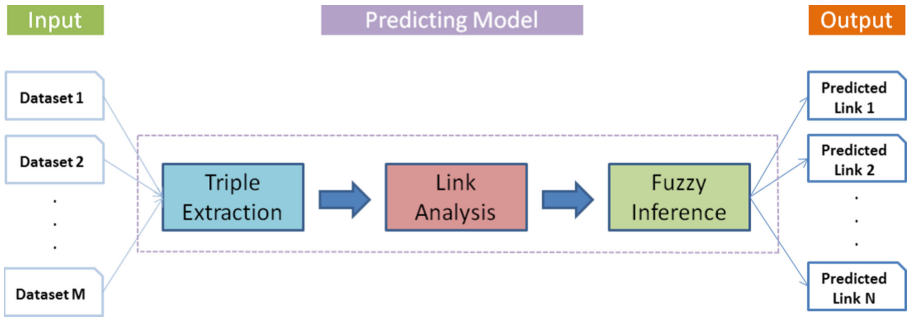 Input
Predicting Model
Output
Dataset 1
Dataset 2
.
.
.
Dataset M
Triple
Extraction
Link
Analysis
Fuzzy
Inference
Predicted
Link 1
Predicted
Link 2
.
.
.
Predicted
Link N